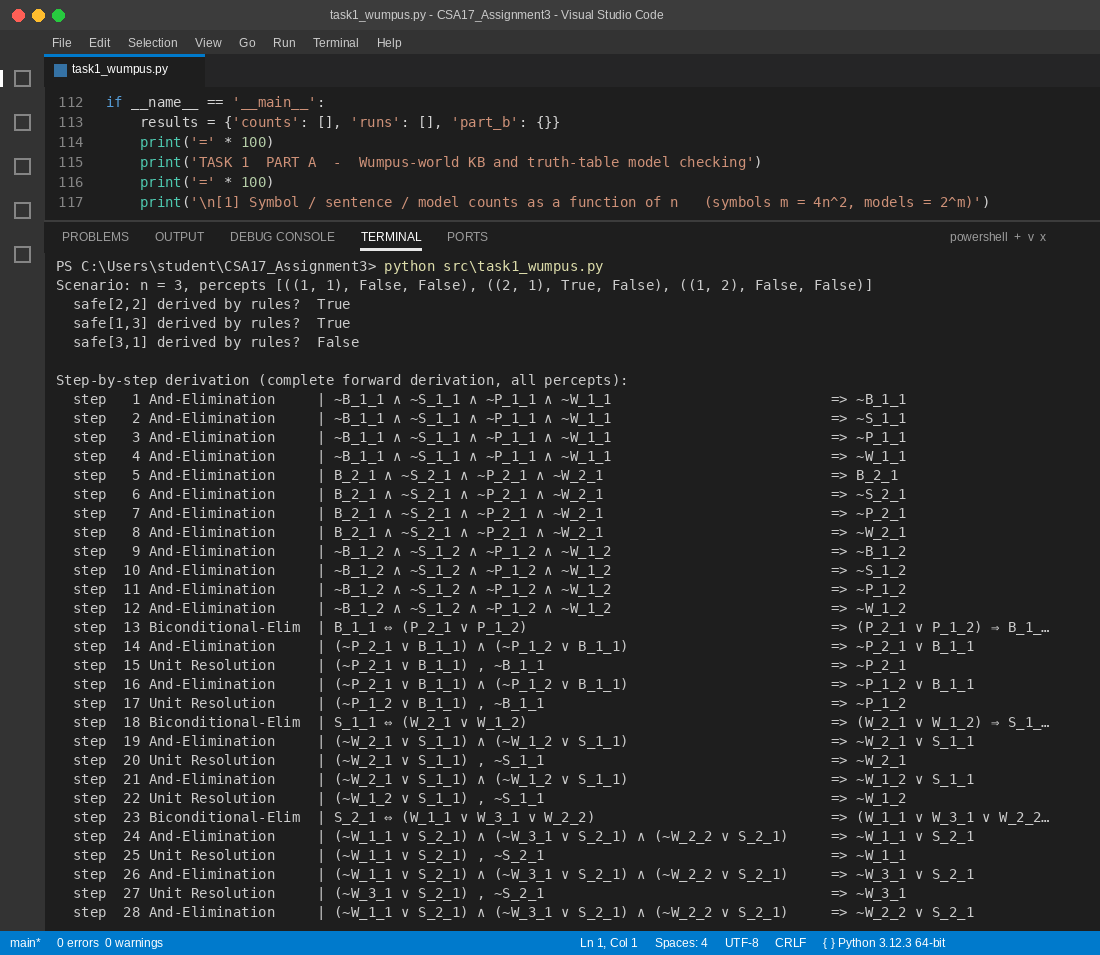 task1_wumpus.py - CSA17_Assignment3 - Visual Studio Code
File Edit Selection View Go Run Terminal Help
task1_wumpus.py
112 if __name__ == '__main__':
113     results = {'counts': [], 'runs': [], 'part_b': {}}
114     print('=' * 100)
115     print('TASK 1  PART A  -  Wumpus-world KB and truth-table model checking')
116     print('=' * 100)
117     print('\n[1] Symbol / sentence / model counts as a function of n   (symbols m = 4n^2, models = 2^m)')
PROBLEMS OUTPUT DEBUG CONSOLE TERMINAL PORTS powershell + v x
PS C:\Users\student\CSA17_Assignment3> python src\task1_wumpus.py
Scenario: n = 3, percepts [((1, 1), False, False), ((2, 1), True, False), ((1, 2), False, False)]
  safe[2,2] derived by rules?  True
  safe[1,3] derived by rules?  True
  safe[3,1] derived by rules?  False
Step-by-step derivation (complete forward derivation, all percepts):
  step   1 And-Elimination     | ~B_1_1 ∧ ~S_1_1 ∧ ~P_1_1 ∧ ~W_1_1 => ~B_1_1
  step   2 And-Elimination     | ~B_1_1 ∧ ~S_1_1 ∧ ~P_1_1 ∧ ~W_1_1 => ~S_1_1
  step   3 And-Elimination     | ~B_1_1 ∧ ~S_1_1 ∧ ~P_1_1 ∧ ~W_1_1 => ~P_1_1
  step   4 And-Elimination     | ~B_1_1 ∧ ~S_1_1 ∧ ~P_1_1 ∧ ~W_1_1 => ~W_1_1
  step   5 And-Elimination     | B_2_1 ∧ ~S_2_1 ∧ ~P_2_1 ∧ ~W_2_1 => B_2_1
  step   6 And-Elimination     | B_2_1 ∧ ~S_2_1 ∧ ~P_2_1 ∧ ~W_2_1 => ~S_2_1
  step   7 And-Elimination     | B_2_1 ∧ ~S_2_1 ∧ ~P_2_1 ∧ ~W_2_1 => ~P_2_1
  step   8 And-Elimination     | B_2_1 ∧ ~S_2_1 ∧ ~P_2_1 ∧ ~W_2_1 => ~W_2_1
  step   9 And-Elimination     | ~B_1_2 ∧ ~S_1_2 ∧ ~P_1_2 ∧ ~W_1_2 => ~B_1_2
  step  10 And-Elimination     | ~B_1_2 ∧ ~S_1_2 ∧ ~P_1_2 ∧ ~W_1_2 => ~S_1_2
  step  11 And-Elimination     | ~B_1_2 ∧ ~S_1_2 ∧ ~P_1_2 ∧ ~W_1_2 => ~P_1_2
  step  12 And-Elimination     | ~B_1_2 ∧ ~S_1_2 ∧ ~P_1_2 ∧ ~W_1_2 => ~W_1_2
  step  13 Biconditional-Elim  | B_1_1 ⇔ (P_2_1 ∨ P_1_2) => (P_2_1 ∨ P_1_2) ⇒ B_1_…
  step  14 And-Elimination     | (~P_2_1 ∨ B_1_1) ∧ (~P_1_2 ∨ B_1_1) => ~P_2_1 ∨ B_1_1
  step  15 Unit Resolution     | (~P_2_1 ∨ B_1_1) , ~B_1_1 => ~P_2_1
  step  16 And-Elimination     | (~P_2_1 ∨ B_1_1) ∧ (~P_1_2 ∨ B_1_1) => ~P_1_2 ∨ B_1_1
  step  17 Unit Resolution     | (~P_1_2 ∨ B_1_1) , ~B_1_1 => ~P_1_2
  step  18 Biconditional-Elim  | S_1_1 ⇔ (W_2_1 ∨ W_1_2) => (W_2_1 ∨ W_1_2) ⇒ S_1_…
  step  19 And-Elimination     | (~W_2_1 ∨ S_1_1) ∧ (~W_1_2 ∨ S_1_1) => ~W_2_1 ∨ S_1_1
  step  20 Unit Resolution     | (~W_2_1 ∨ S_1_1) , ~S_1_1 => ~W_2_1
  step  21 And-Elimination     | (~W_2_1 ∨ S_1_1) ∧ (~W_1_2 ∨ S_1_1) => ~W_1_2 ∨ S_1_1
  step  22 Unit Resolution     | (~W_1_2 ∨ S_1_1) , ~S_1_1 => ~W_1_2
  step  23 Biconditional-Elim  | S_2_1 ⇔ (W_1_1 ∨ W_3_1 ∨ W_2_2) => (W_1_1 ∨ W_3_1 ∨ W_2_2…
  step  24 And-Elimination     | (~W_1_1 ∨ S_2_1) ∧ (~W_3_1 ∨ S_2_1) ∧ (~W_2_2 ∨ S_2_1) => ~W_1_1 ∨ S_2_1
  step  25 Unit Resolution     | (~W_1_1 ∨ S_2_1) , ~S_2_1 => ~W_1_1
  step  26 And-Elimination     | (~W_1_1 ∨ S_2_1) ∧ (~W_3_1 ∨ S_2_1) ∧ (~W_2_2 ∨ S_2_1) => ~W_3_1 ∨ S_2_1
  step  27 Unit Resolution     | (~W_3_1 ∨ S_2_1) , ~S_2_1 => ~W_3_1
  step  28 And-Elimination     | (~W_1_1 ∨ S_2_1) ∧ (~W_3_1 ∨ S_2_1) ∧ (~W_2_2 ∨ S_2_1) => ~W_2_2 ∨ S_2_1
main* 0 errors 0 warnings Ln 1, Col 1 Spaces: 4 UTF-8 CRLF { } Python 3.12.3 64-bit